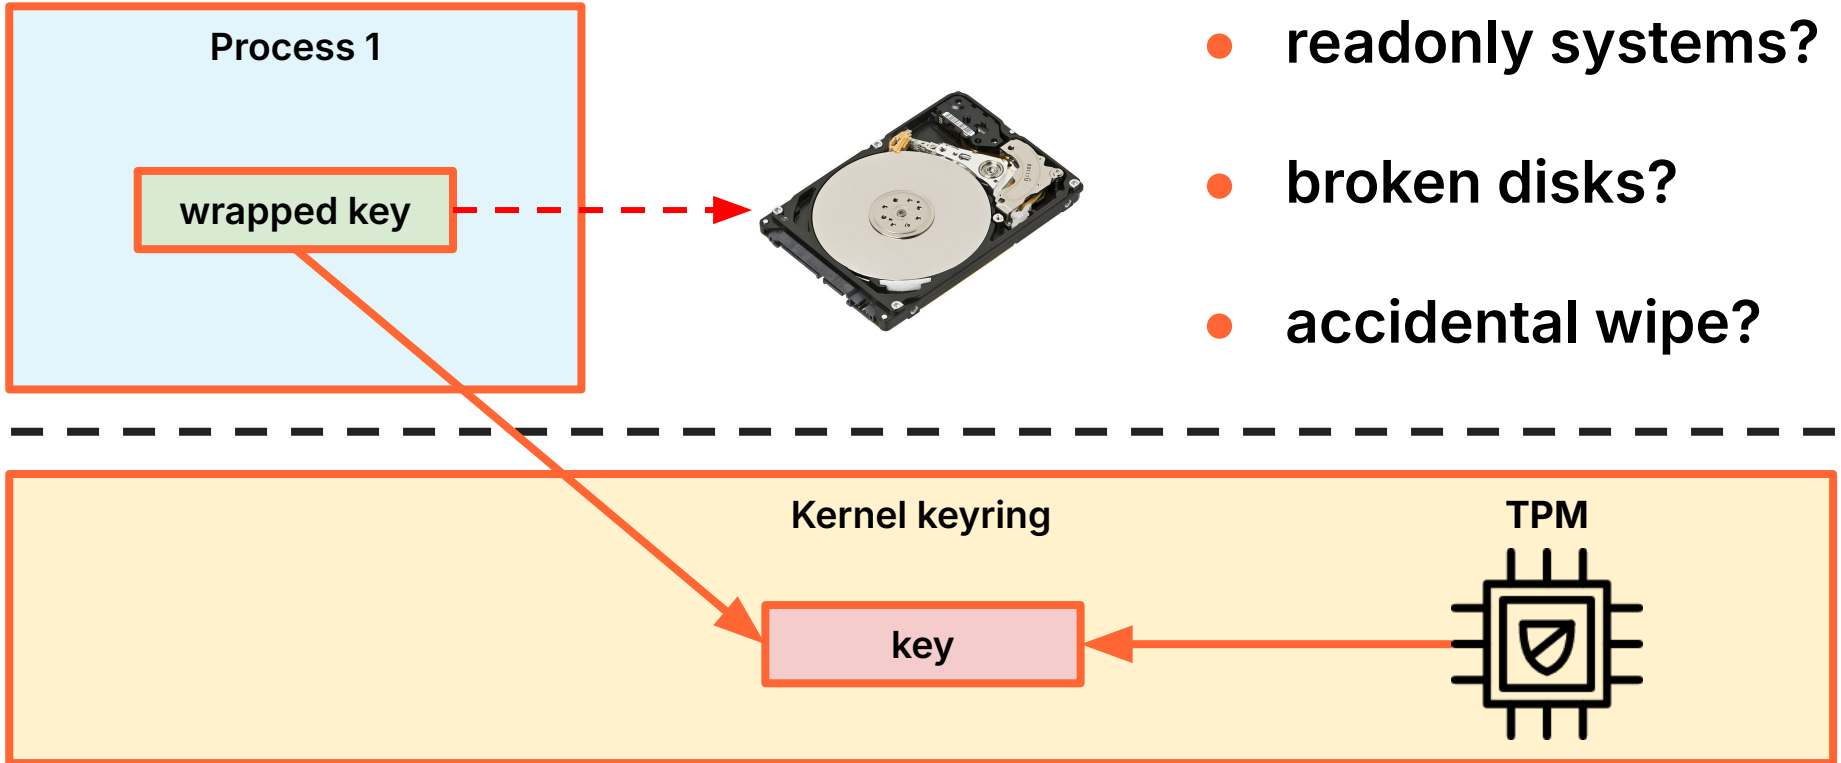 Process 1
wrapped key
● readonly systems?
● broken disks?
● accidental wipe?
Kernel keyring
TPM
key